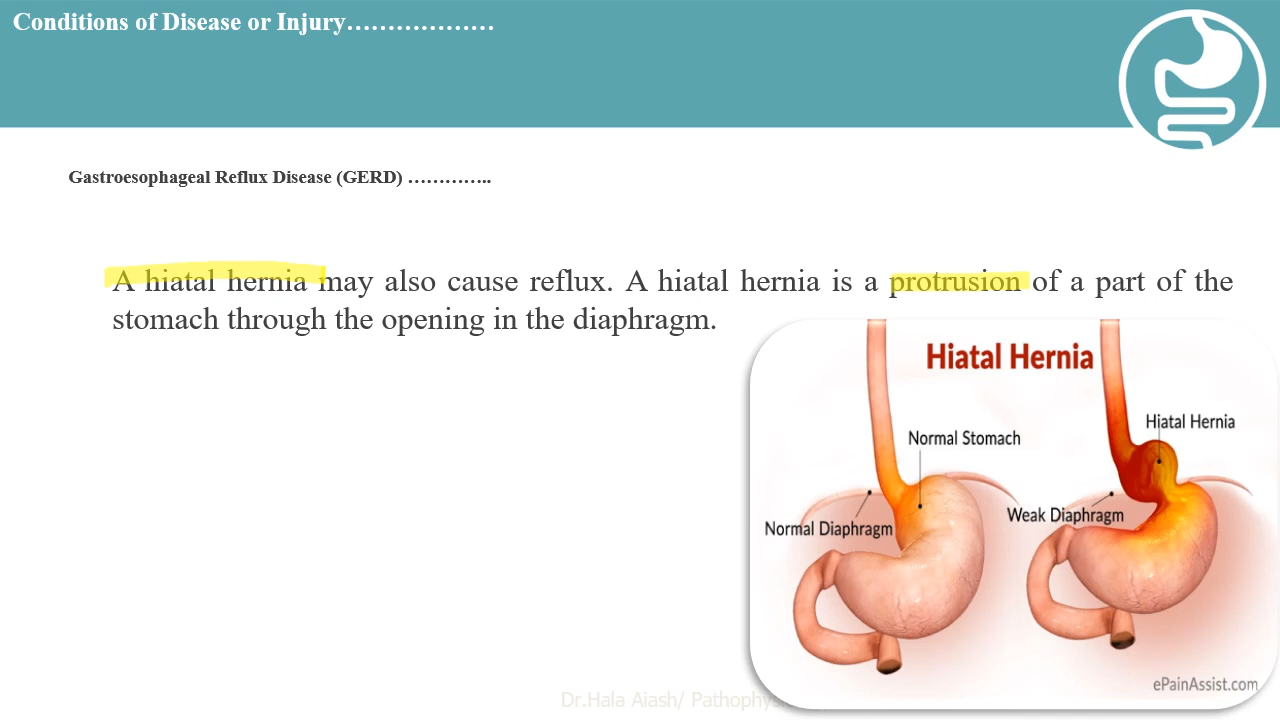 Conditions of Disease or Injury………………
Gastroesophageal Reflux Disease (GERD) …………..
A hiatal hernia may also cause reflux. A hiatal hernia is a protrusion of a part of the
stomach through the opening in the diaphragm.
Hiatal Hernia
Hiatal Hernia
Normal Stomach
Weak Diaphragm
Normal Diaphragm
ePainAssist.com
Dr.Hala Aiash/